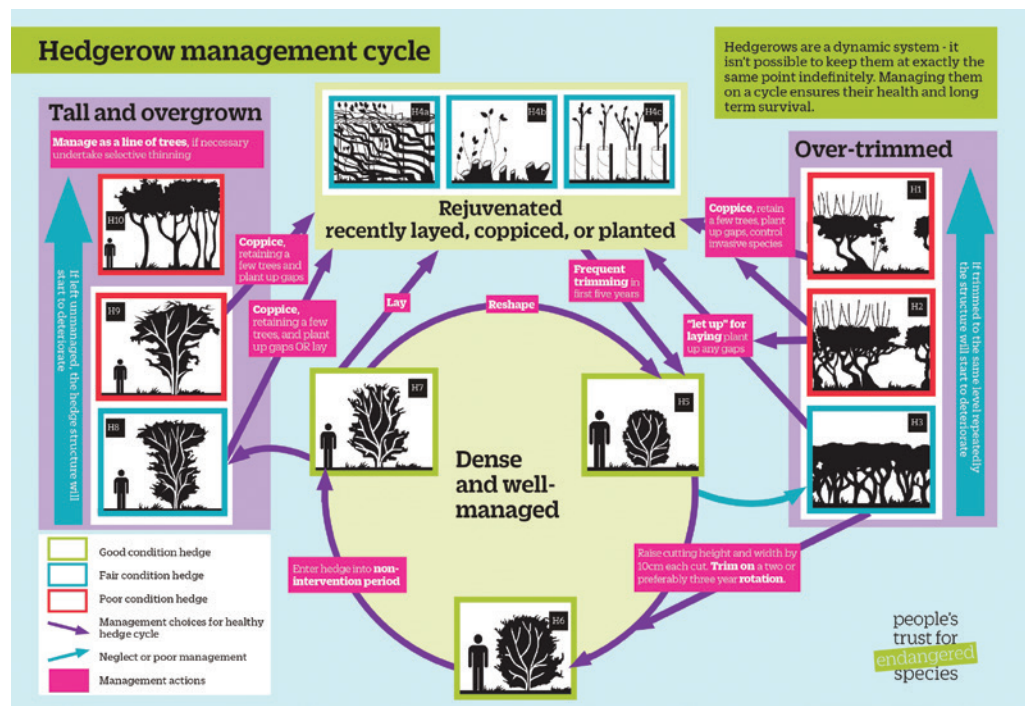 Hedgerow management cycle
Hedgerows are a dynamic system - it
isn't possible to keep them at exactly the
same point indefinitely. Managing them
on a cycle ensures their health and long
term survival.
Tall and overgrown
Manage as a line of trees, if necessary
undertake selective thinning
H10
H9
H8
If left unmanaged, the hedge structure will
start to deteriorate
H4a
H4b
H4c
Rejuvenated
recently layed, coppiced, or planted
Coppice,
retaining a
few trees and
plant up gaps
Coppice,
retaining a few
trees, and plant
up gaps OR lay
Lay
Reshape
Frequent
trimming in
first five years
Coppice, retain
a few trees, plant
up gaps, control
invasive species
"let up" for
laying plant
up any gaps
Over-trimmed
H1
H2
H3
If trimmed to the same level repeatedly
the structure will start to deteriorate
H7
H5
Dense
and well-
managed
Enter hedge into non-
intervention period
Raise cutting height and width by
10cm each cut. Trim on a two or
preferably three year rotation.
H6
Good condition hedge
Fair condition hedge
Poor condition hedge
Management choices for healthy
hedge cycle
Neglect or poor management
Management actions
people's
trust for
endangered
species